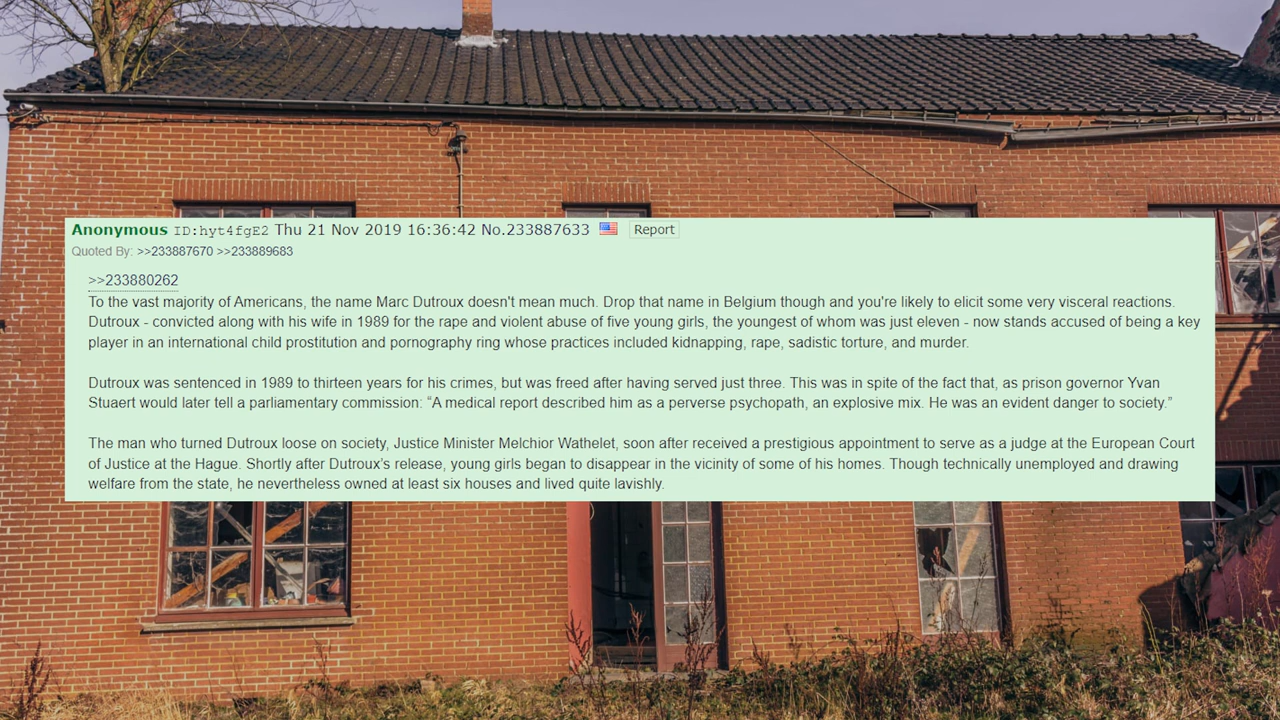 Anonymous ID:hyt4fgE2 Thu 21 Nov 2019 16:36:42 No.233887633 Report
Quoted By: >>233887670 >>233889683
>>233880262
To the vast majority of Americans, the name Marc Dutroux doesn't mean much. Drop that name in Belgium though and you're likely to elicit some very visceral reactions.
Dutroux - convicted along with his wife in 1989 for the rape and violent abuse of five young girls, the youngest of whom was just eleven - now stands accused of being a key
player in an international child prostitution and pornography ring whose practices included kidnapping, rape, sadistic torture, and murder.
Dutroux was sentenced in 1989 to thirteen years for his crimes, but was freed after having served just three. This was in spite of the fact that, as prison governor Yvan
Stuaert would later tell a parliamentary commission: “A medical report described him as a perverse psychopath, an explosive mix. He was an evident danger to society.”
The man who turned Dutroux loose on society, Justice Minister Melchior Wathelet, soon after received a prestigious appointment to serve as a judge at the European Court
of Justice at the Hague. Shortly after Dutroux’s release, young girls began to disappear in the vicinity of some of his homes. Though technically unemployed and drawing
welfare from the state, he nevertheless owned at least six houses and lived quite lavishly.